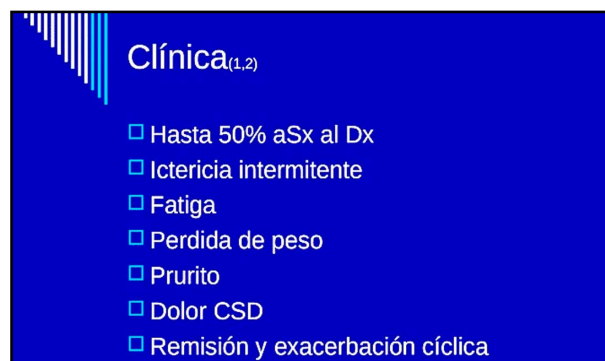 Clínica(1,2)
Hasta 50% aSx al Dx
Ictericia intermitente
Fatiga
Perdida de peso
Prurito
Dolor CSD
Remisión y exacerbación cíclica